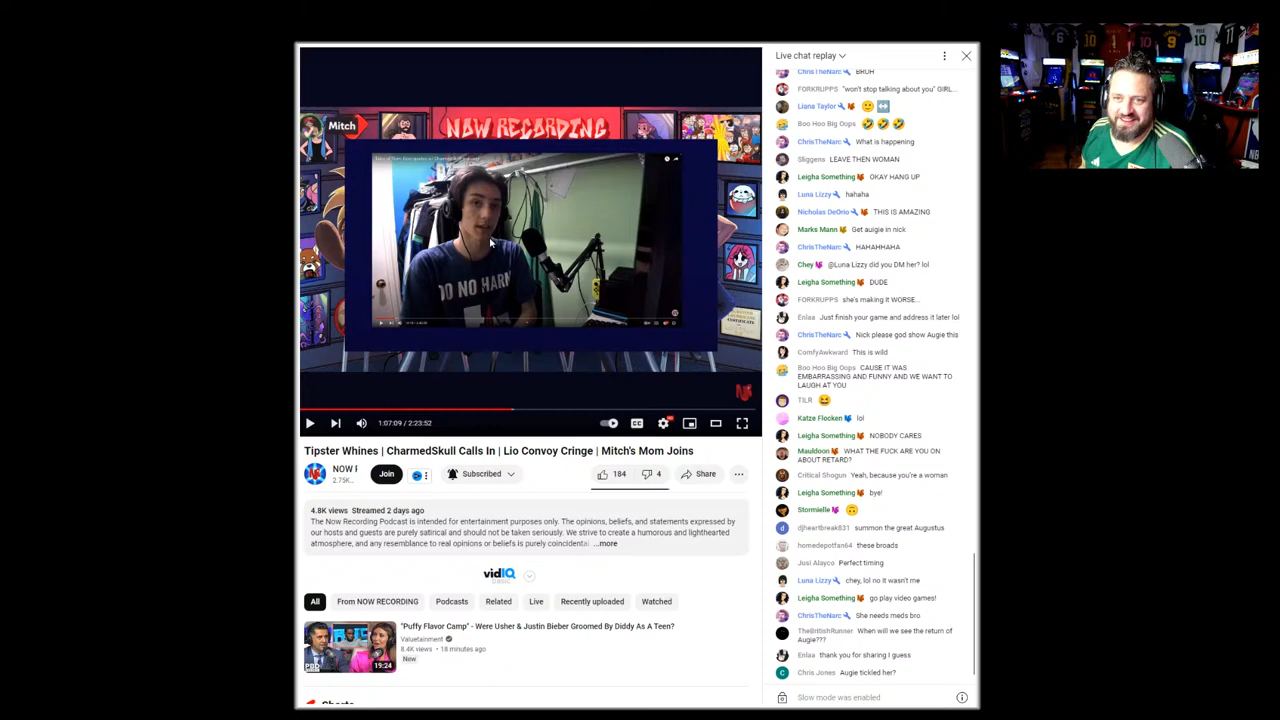 Mitch
NOW RECORDING
DO NO HARM
CERTIFICATE
1:07:09 / 2:23:52
Tipster Whines | CharmedSkull Calls In | Lio Convoy Cringe | Mitch's Mom Joins
NOW F
2.75K..
Join
Subscribed
184
4
Share
4.8K views Streamed 2 days ago
The Now Recording Podcast is intended for entertainment purposes only. The opinions, beliefs, and statements expressed by
our hosts and guests are purely satirical and should not be taken seriously. We strive to create a humorous and lighthearted
atmosphere, and any resemblance to real opinions or beliefs is purely coincidental. ...more
vidIQ
basic
All
From NOW RECORDING
Podcasts
Related
Live
Recently uploaded
Watched
"Puffy Flavor Camp" - Were Usher & Justin Bieber Groomed By Diddy As A Teen?
Valuetainment
8.4K views • 18 minutes ago
New
PBD
19:24
Shorts
Live chat replay
ChrisTheNarc BRUH
FORKRUPPS "won't stop talking about you" GIRL...
Liana Taylor
Boo Hoo Big Oops
ChrisTheNarc What is happening
Sliggens LEAVE THEN WOMAN
Leigha Something OKAY HANG UP
Luna Lizzy hahaha
Nicholas DeOrio THIS IS AMAZING
Marks Mann Get auigie in nick
ChrisTheNarc HAHAHHAHA
Chey @Luna Lizzy did you DM her? lol
Leigha Something DUDE
FORKRUPPS she's making it WORSE...
Enlaa Just finish your game and address it later lol
ChrisTheNarc Nick please god show Augie this
ComfyAwkward This is wild
Boo Hoo Big Oops CAUSE IT WAS
EMBARRASSING AND FUNNY AND WE WANT TO
LAUGH AT YOU
TILR
Katze Flocken lol
Leigha Something NOBODY CARES
Mauldoon WHAT THE FUCK ARE YOU ON
ABOUT RETARD?
Critical Shogun Yeah, because you're a woman
Leigha Something bye!
Stormielle
djheartbreak831 summon the great Augustus
homedepotfan64 these broads
Jusi Alayco Perfect timing
Luna Lizzy chey, lol no it wasn't me
Leigha Something go play video games!
ChrisTheNarc She needs meds bro
TheBritishRunner When will we see the return of
Augie???
Enlaa thank you for sharing I guess
Chris Jones Augie tickled her?
Slow mode was enabled